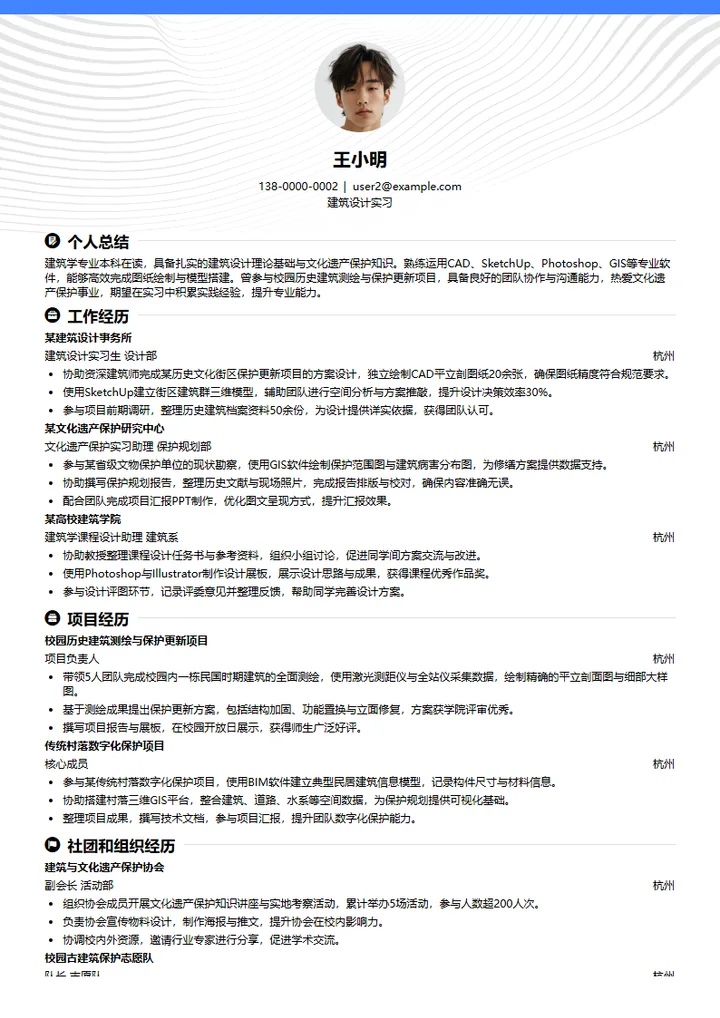 王小明
138-0000-0002 | user2@example.com
建筑设计实习
个人总结
建筑学专业本科在读，具备扎实的建筑设计理论基础与文化遗产保护知识。熟练运用CAD、SketchUp、Photoshop、GIS等专业软
件，能够高效完成图纸绘制与模型搭建。曾参与校园历史建筑测绘与保护更新项目，具备良好的团队协作与沟通能力，热爱文化遗
产保护事业，期望在实习中积累实践经验，提升专业能力。
工作经历
某建筑设计事务所
建筑设计实习生 设计部 杭州
• 协助资深建筑师完成某历史文化街区保护更新项目的方案设计，独立绘制CAD平立剖图纸20余张，确保图纸精度符合规范要求。
• 使用SketchUp建立街区建筑群三维模型，辅助团队进行空间分析与方案推敲，提升设计决策效率30%。
• 参与项目前期调研，整理历史建筑档案资料50余份，为设计提供详实依据，获得团队认可。
某文化遗产保护研究中心
文化遗产保护实习助理 保护规划部 杭州
• 参与某省级文物保护单位的现状勘察，使用GIS软件绘制保护范围图与建筑病害分布图，为修缮方案提供数据支持。
• 协助撰写保护规划报告，整理历史文献与现场照片，完成报告排版与校对，确保内容准确无误。
• 配合团队完成项目汇报PPT制作，优化图文呈现方式，提升汇报效果。
某高校建筑学院
建筑学课程设计助理 建筑系 杭州
• 协助教授整理课程设计任务书与参考资料，组织小组讨论，促进同学间方案交流与改进。
• 使用Photoshop与Illustrator制作设计展板，展示设计思路与成果，获得课程优秀作品奖。
• 参与设计评图环节，记录评委意见并整理反馈，帮助同学完善设计方案。
项目经历
校园历史建筑测绘与保护更新项目
项目负责人 杭州
• 带领5人团队完成校园内一栋民国时期建筑的全面测绘，使用激光测距仪与全站仪采集数据，绘制精确的平立剖面图与细部大样
图。
• 基于测绘成果提出保护更新方案，包括结构加固、功能置换与立面修复，方案获学院评审优秀。
• 撰写项目报告与展板，在校园开放日展示，获得师生广泛好评。
传统村落数字化保护项目
核心成员 杭州
• 参与某传统村落数字化保护项目，使用BIM软件建立典型民居建筑信息模型，记录构件尺寸与材料信息。
• 协助搭建村落三维GIS平台，整合建筑、道路、水系等空间数据，为保护规划提供可视化基础。
• 整理项目成果，撰写技术文档，参与项目汇报，提升团队数字化保护能力。
社团和组织经历
建筑与文化遗产保护协会
副会长 活动部 杭州
• 组织协会成员开展文化遗产保护知识讲座与实地考察活动，累计举办5场活动，参与人数超200人次。
• 负责协会宣传物料设计，制作海报与推文，提升协会在校内影响力。
• 协调校内外资源，邀请行业专家进行分享，促进学术交流。
校园古建筑保护志愿队
队长 志愿队 杭州